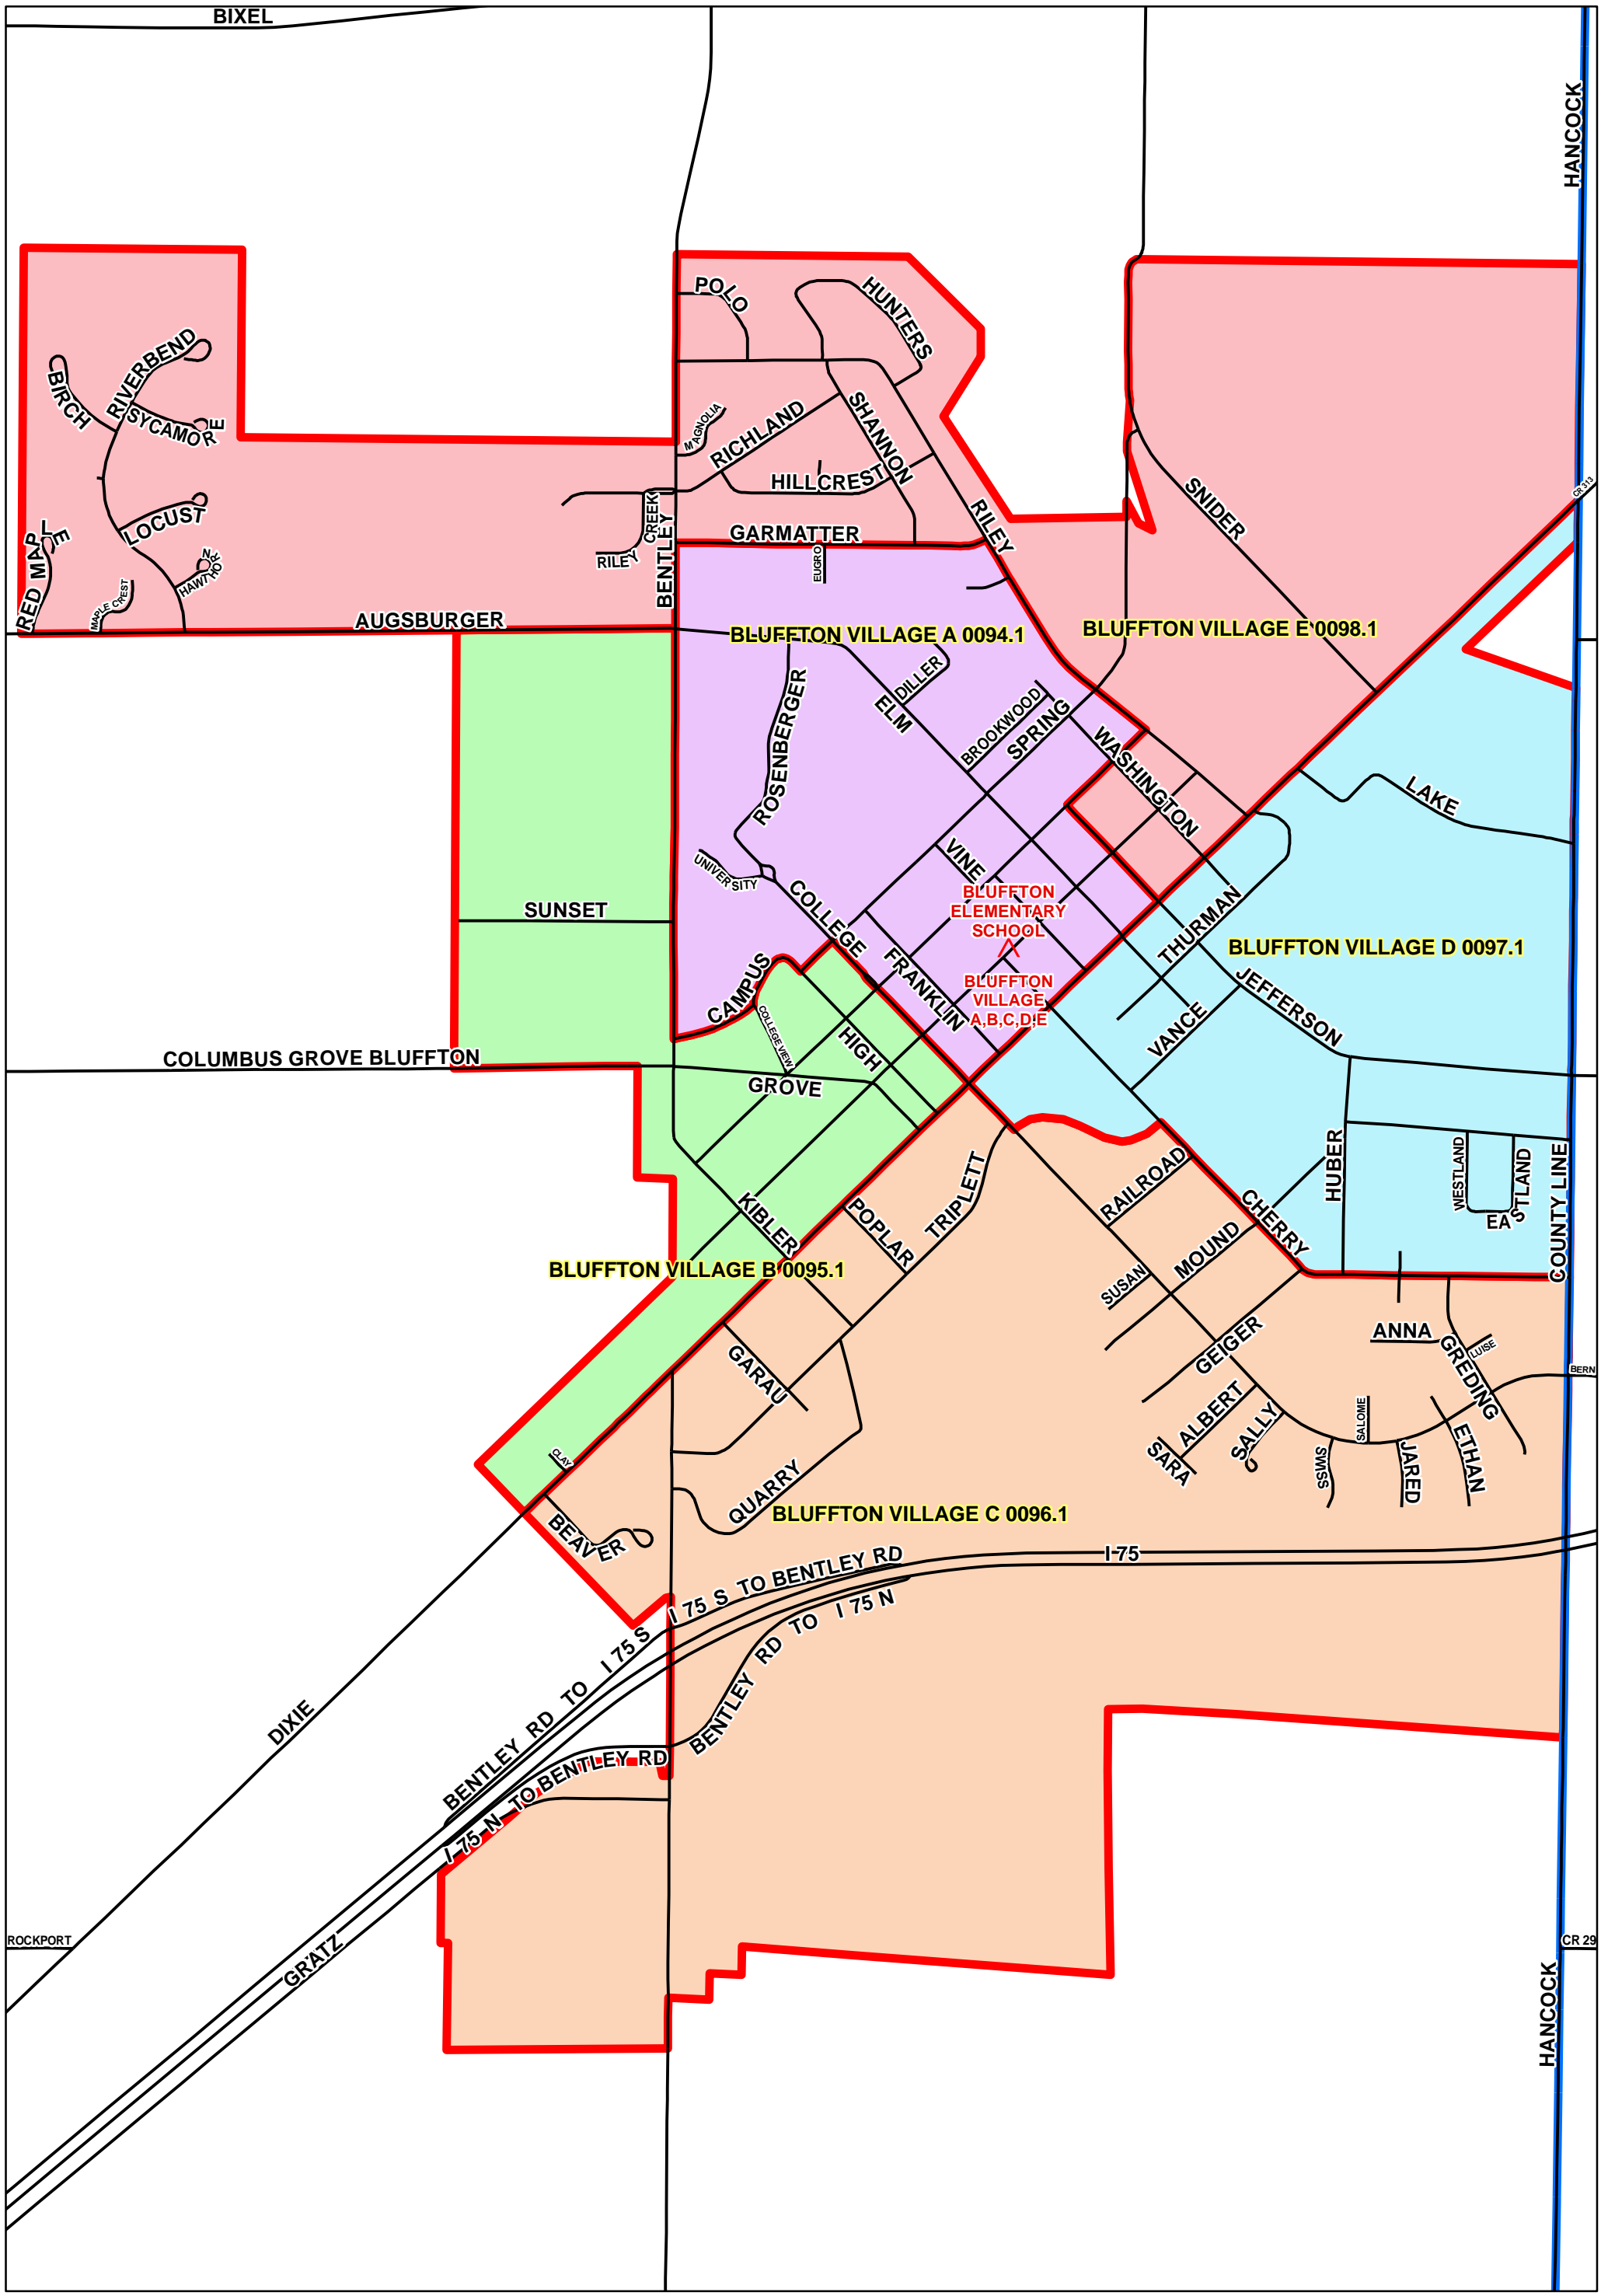 BIXEL
HANCOCK
POLO
HUNTERS
RIVERBEND
BIRCH
SYCAMORE
MAGNOLIA
RICHLAND
SHANNON
HILLCREST
SNIDER
CR 313
LOCUST
CREEK
RILEY
RILEY
GARMATTER
EUGRO
BENTLEY
RED MAPLE
HAWTHORN
MAPLE CREST
AUGSBURGER
BLUFFTON VILLAGE A 0094.1
BLUFFTON VILLAGE E 0098.1
DILLER
ELM
ROSENBERGER
BROOKWOOD
SPRING
WASHINGTON
LAKE
VINE
UNIVERSITY
COLLEGE
BLUFFTON
ELEMENTARY
SCHOOL
SUNSET
THURMAN
BLUFFTON VILLAGE D 0097.1
FRANKLIN
CAMPUS
BLUFFTON
VILLAGE
A,B,C,D,E
JEFFERSON
VANCE
COLLEGE VIEW
HIGH
COLUMBUS GROVE BLUFFTON
GROVE
HUBER
WESTLAND
EASTLAND
COUNTY LINE
RAILROAD
TRIPLETT
KIBLER
POPLAR
CHERRY
MOUND
SUSAN
BLUFFTON VILLAGE B 0095.1
GARAU
GEIGER
ANNA
GREDING
LUISE
BERN
ALBERT
SALLY
SALOME
SARA
SWISS
JARED
ETHAN
CLAY
QUARRY
BEAVER
BLUFFTON VILLAGE C 0096.1
I 75
I 75 S TO BENTLEY RD
BENTLEY RD TO I 75 N
BENTLEY RD TO I 75 S
I 75 N TO BENTLEY RD
DIXIE
ROCKPORT
GRATZ
CR 29
HANCOCK